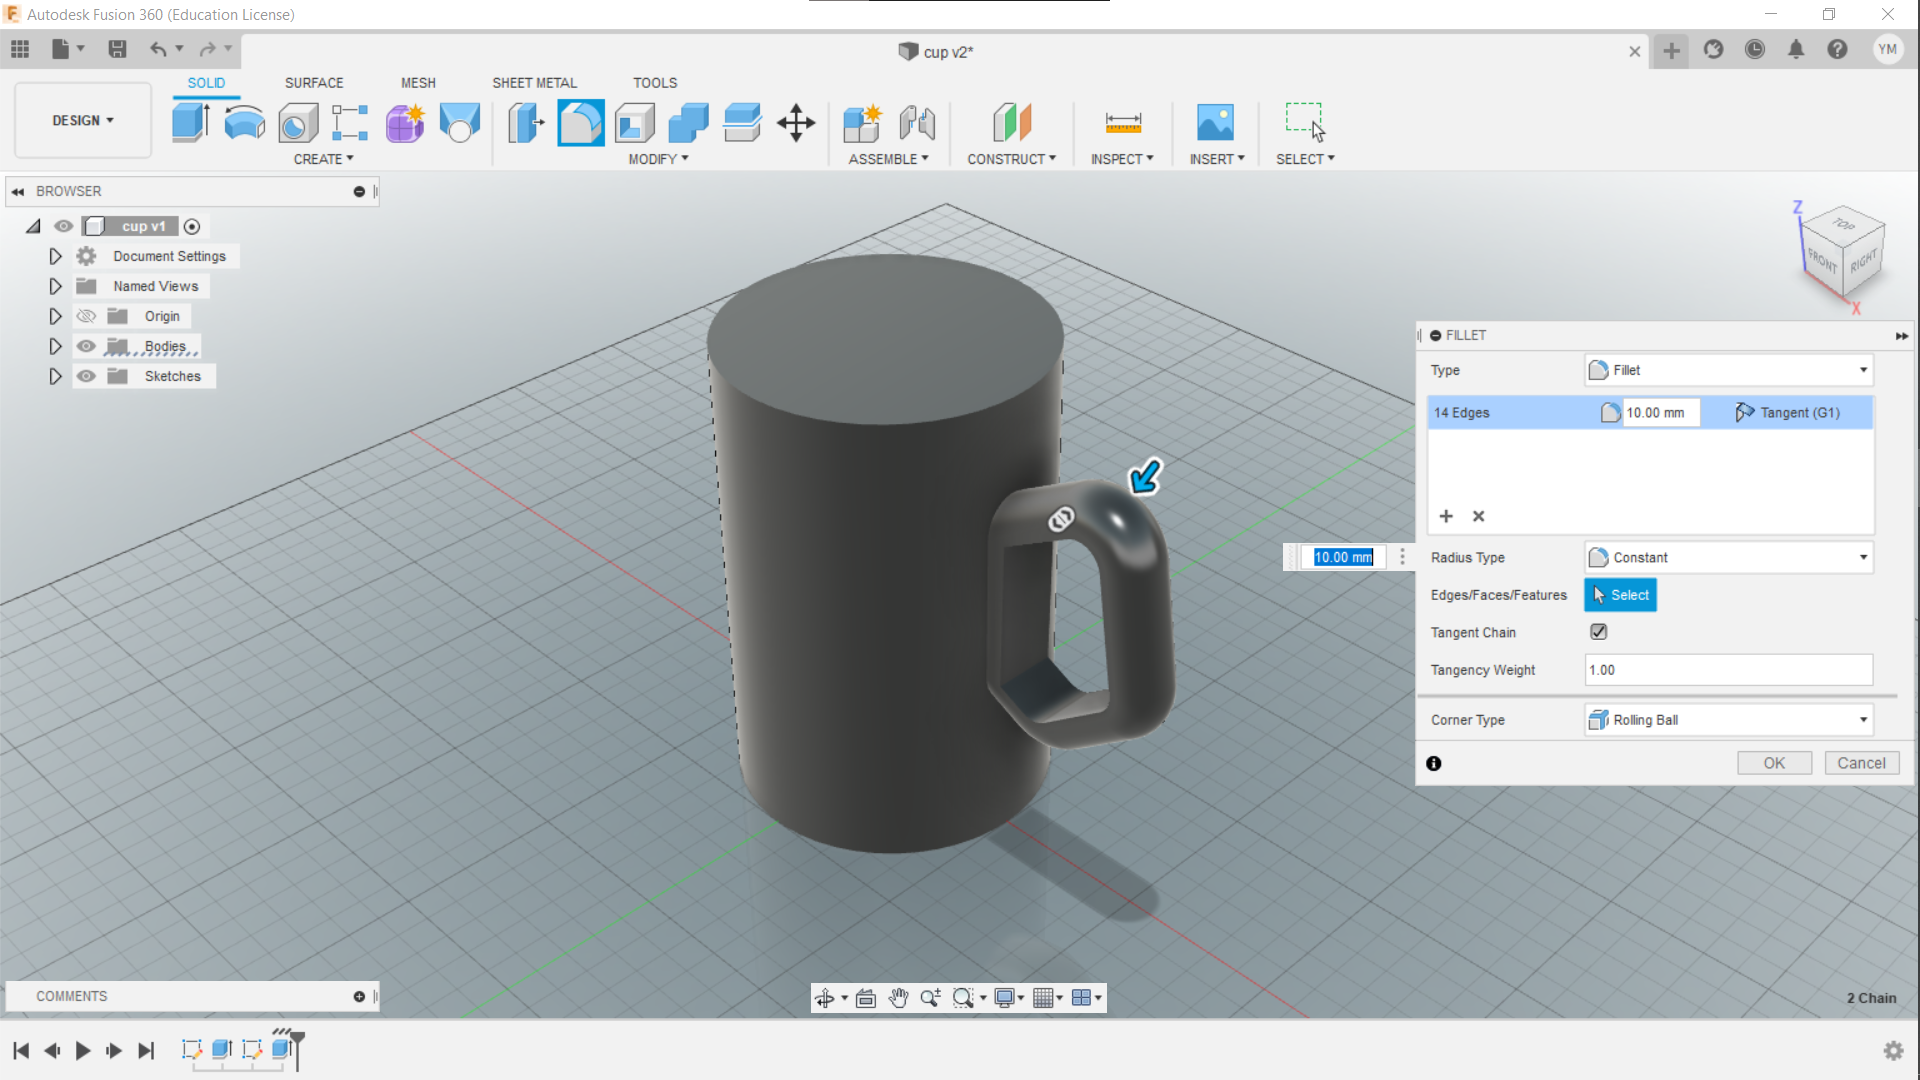 Autodesk Fusion 360 (Education License)
cup v2*
YM
DESIGN
SOLID
SURFACE
MESH
SHEET METAL
TOOLS
CREATE
MODIFY
ASSEMBLE
CONSTRUCT
INSPECT
INSERT
SELECT
BROWSER
cup v1
Document Settings
Named Views
Origin
Bodies
Sketches
Z
TOP
FRONT
RIGHT
X
FILLET
Type
Fillet
14 Edges
10.00 mm
Tangent (G1)
10.00 mm
Radius Type
Constant
Edges/Faces/Features
Select
Tangent Chain
Tangency Weight
1.00
Corner Type
Rolling Ball
OK
Cancel
COMMENTS
2 Chain